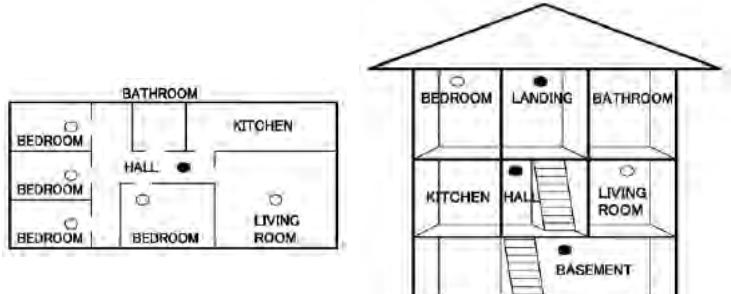 BATHROOM
KITCHEN
BEDROOM
HALL
BEDROOM
BEDROOM
BEDROOM
LIVING
ROOM
BEDROOM
LANDING
BATHROOM
KITCHEN
HALL
LIVING
ROOM
BASEMENT